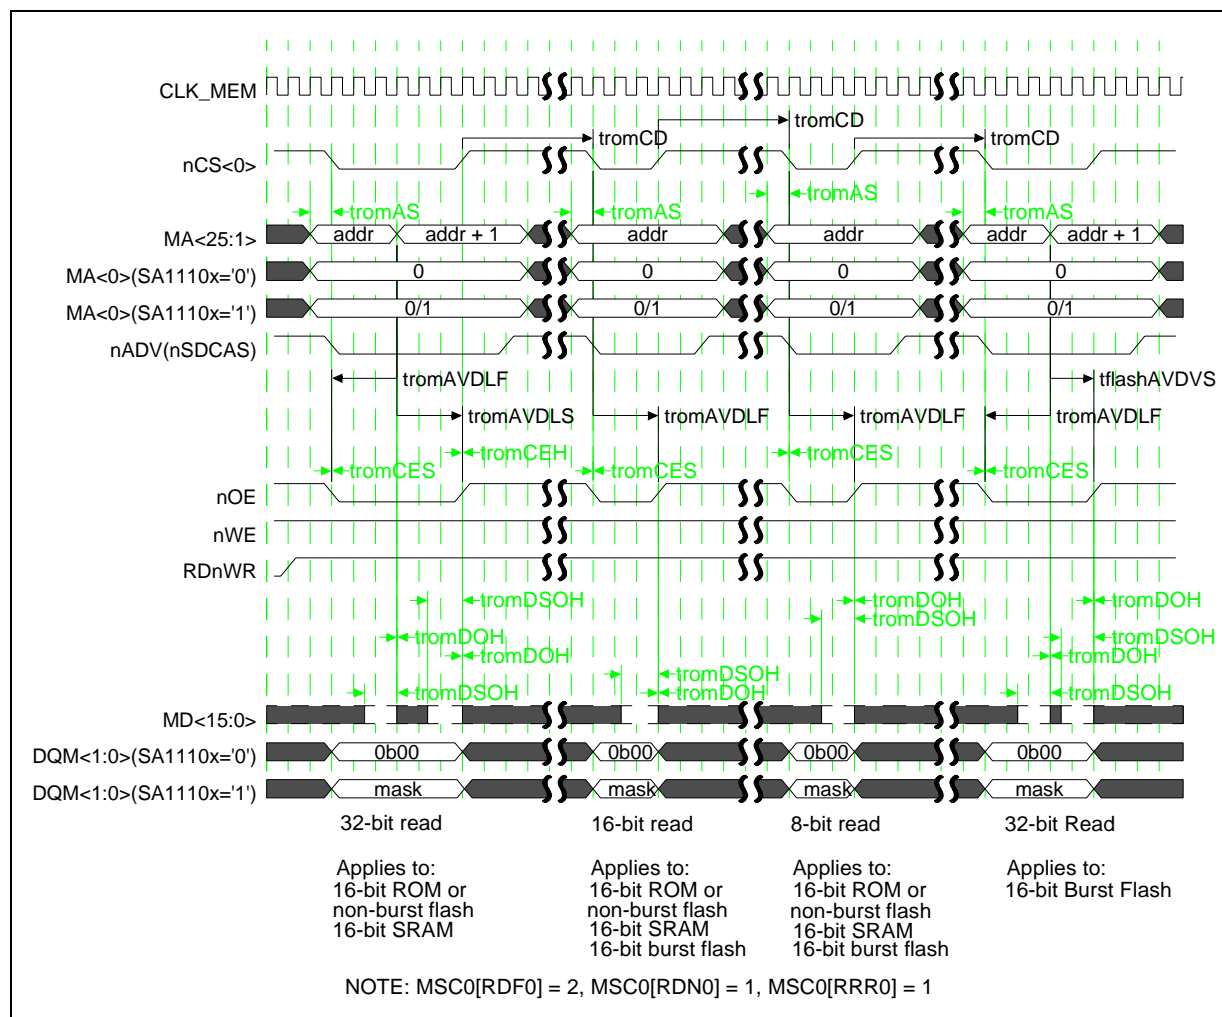 CLK_MEM
tromCD
tromCD
tromCD
nCS<0>
tromAS
tromAS
tromAS
tromAS
MA<25:1>
addr
addr + 1
addr
addr
addr
addr + 1
MA<0>(SA1110x='0')
0
0
0
0
MA<0>(SA1110x='1')
0/1
0/1
0/1
0/1
nADV(nSDCAS)
tromAVDLF
tflashAVDVS
tromAVDLS
tromAVDLF
tromAVDLF
tromAVDLF
tromCEH
tromCES
tromCES
tromCES
tromCES
nOE
nWE
RDnWR
tromDSOH
tromDOH
tromDOH
tromDSOH
tromDOH
tromDSOH
tromDOH
tromDOH
tromDSOH
tromDSOH
tromDOH
tromDSOH
MD<15:0>
DQM<1:0>(SA1110x='0')
0b00
0b00
0b00
0b00
DQM<1:0>(SA1110x='1')
mask
mask
mask
mask
32-bit read
16-bit read
8-bit read
32-bit Read
Applies to:
16-bit ROM or
non-burst flash
16-bit SRAM
Applies to:
16-bit ROM or
non-burst flash
16-bit SRAM
16-bit burst flash
Applies to:
16-bit ROM or
non-burst flash
16-bit SRAM
16-bit burst flash
Applies to:
16-bit Burst Flash
NOTE: MSC0[RDF0] = 2, MSC0[RDN0] = 1, MSC0[RRR0] = 1